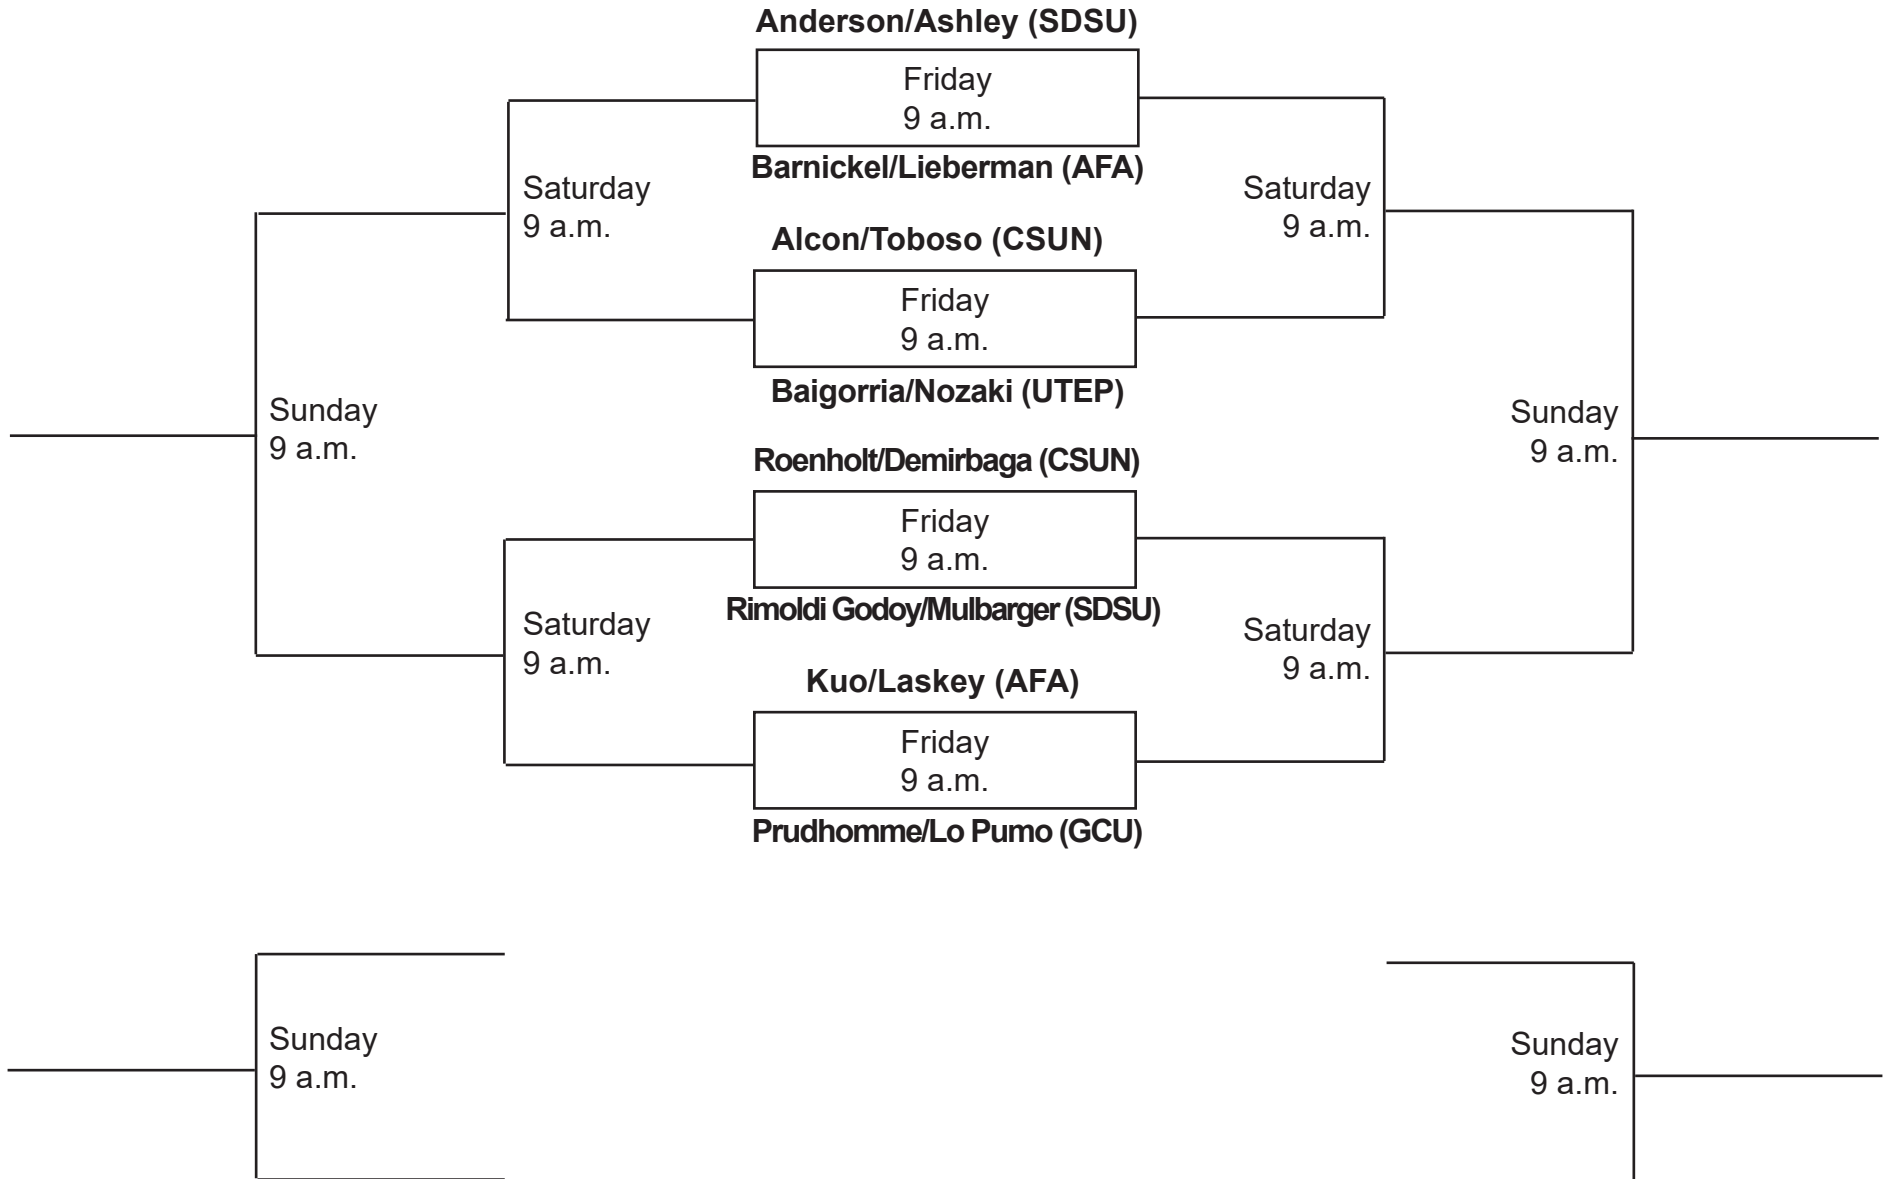 Anderson/Ashley (SDSU)
Friday
9 a.m.
Barnickel/Lieberman (AFA)
Saturday
9 a.m.
Saturday
9 a.m.
Alcon/Toboso (CSUN)
Friday
9 a.m.
Baigorria/Nozaki (UTEP)
Sunday
9 a.m.
Sunday
9 a.m.
Roenholt/Demirbaga (CSUN)
Friday
9 a.m.
Rimoldi Godoy/Mulbarger (SDSU)
Saturday
9 a.m.
Saturday
9 a.m.
Kuo/Laskey (AFA)
Friday
9 a.m.
Prudhomme/Lo Pumo (GCU)
Sunday
9 a.m.
Sunday
9 a.m.